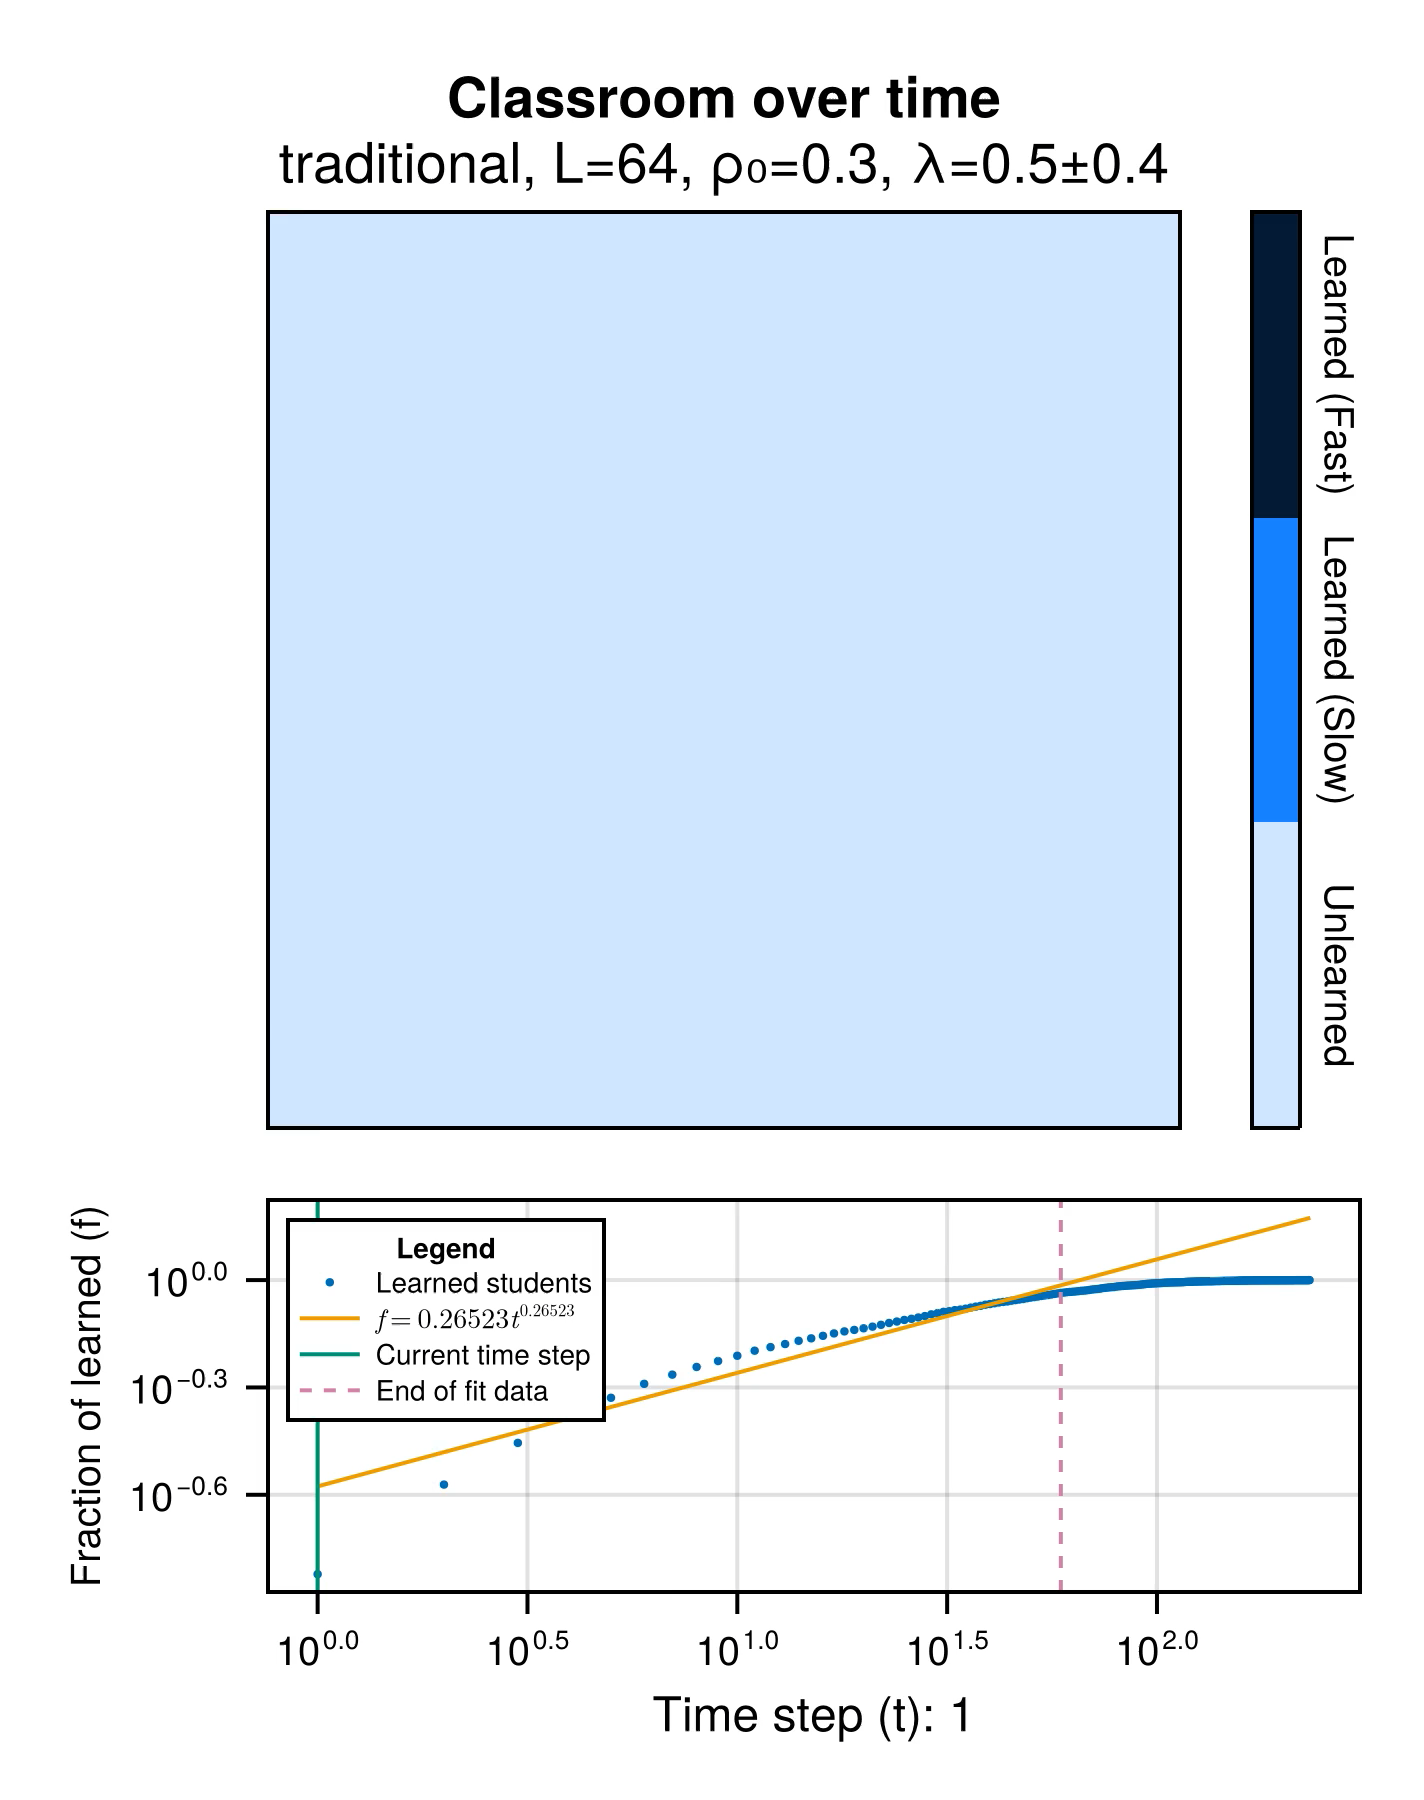 Classroom over time
traditional, L=64, ρ₀=0.3, λ=0.5±0.4
Learned (Fast)
Learned (Slow)
Unlearned
Fraction of learned (f)
10^0.0
10^−0.3
10^−0.6
Legend
Learned students
f = 0.26523t^0.26523
Current time step
End of fit data
10^0.0
10^0.5
10^1.0
10^1.5
10^2.0
Time step (t): 1